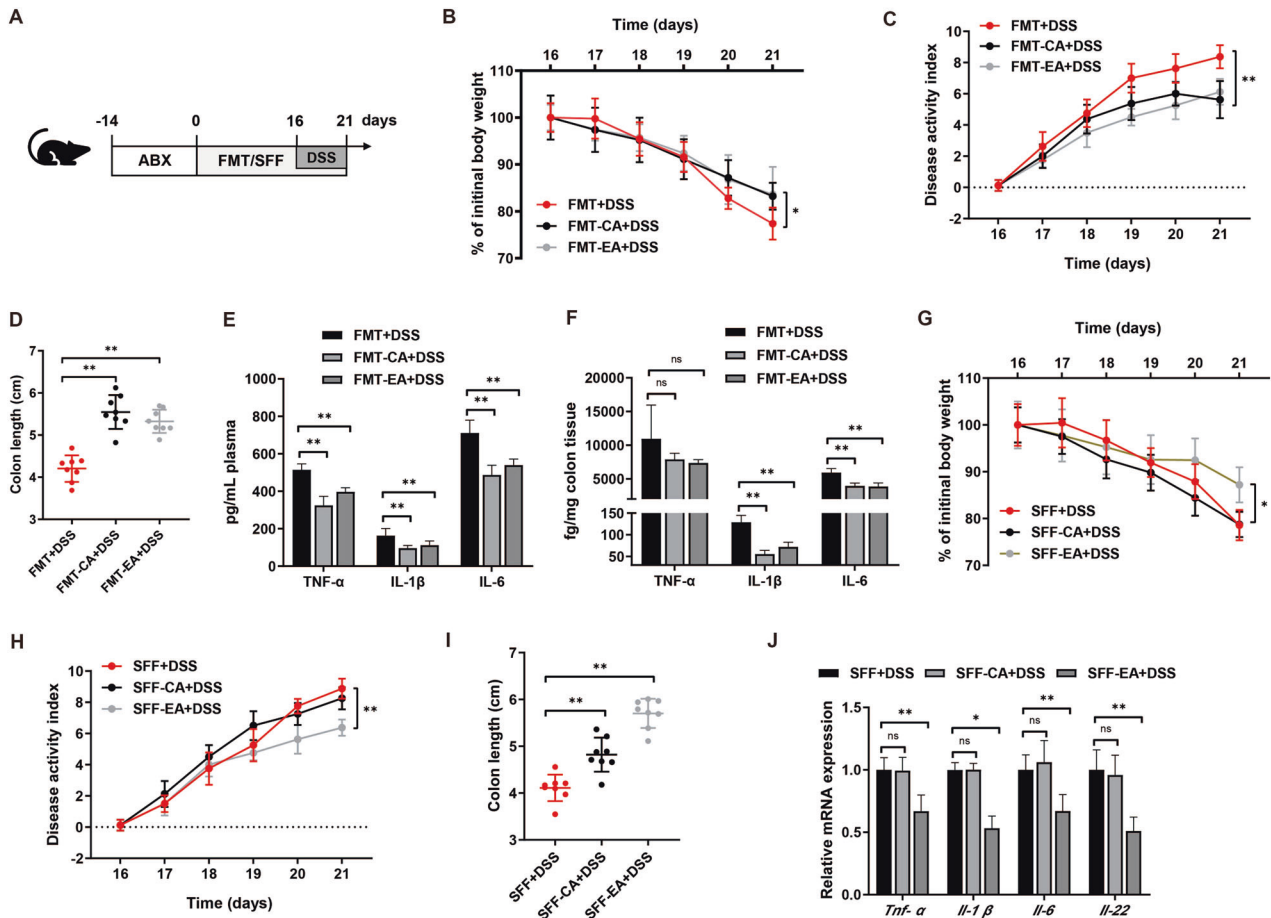 A
-14 0 16 21 days
ABX FMT/SFF DSS
B
Time (days)
16 17 18 19 20 21
110
100
90
80
70
% of initinal body weight
FMT+DSS
FMT-CA+DSS
FMT-EA+DSS
*
C
FMT+DSS
FMT-CA+DSS
FMT-EA+DSS
10
8
6
4
2
0
-2
Disease activity index
**
16 17 18 19 20 21
Time (days)
D
6
5
4
3
Colon length (cm)
**
**
FMT+DSS
FMT-CA+DSS
FMT-EA+DSS
E
FMT+DSS
FMT-CA+DSS
FMT-EA+DSS
1000
800
600
400
200
0
pg/mL plasma
** ** **
** ** **
TNF-α IL-1β IL-6
F
FMT+DSS
FMT-CA+DSS
FMT-EA+DSS
20000
15000
10000
5000
150
100
50
fg/mg colon tissue
ns ** **
ns ** **
TNF-α IL-1β IL-6
G
Time (days)
16 17 18 19 20 21
110
100
90
80
70
% of initinal body weight
SFF+DSS
SFF-CA+DSS
SFF-EA+DSS
*
H
SFF+DSS
SFF-CA+DSS
SFF-EA+DSS
10
8
6
4
2
0
-2
Disease activity index
**
16 17 18 19 20 21
Time (days)
I
7
6
5
4
3
Colon length (cm)
**
**
SFF+DSS
SFF-CA+DSS
SFF-EA+DSS
J
SFF+DSS SFF-CA+DSS SFF-EA+DSS
1.5
1.0
0.5
0.0
Relative mRNA expression
** * ** **
ns ns ns ns
Tnf- α Il-1 β Il-6 Il-22